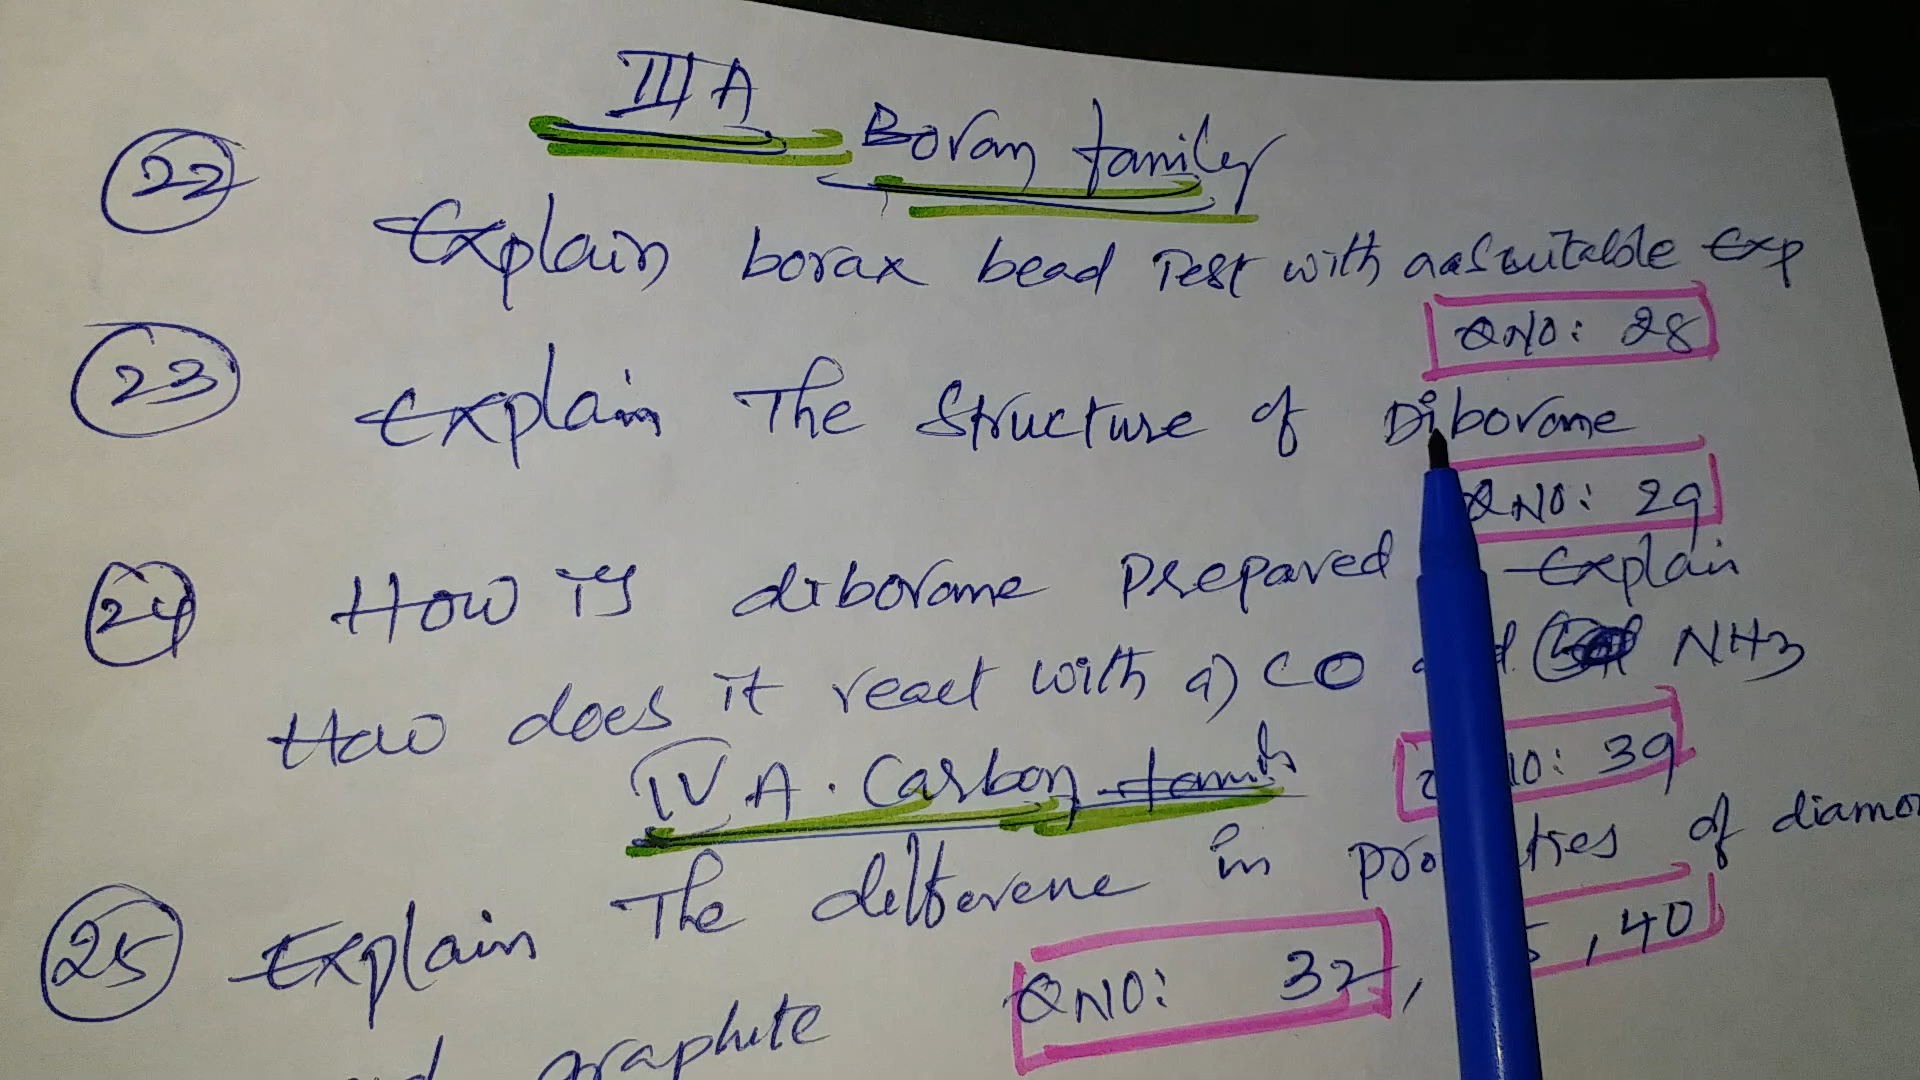 III A Boran family
22 Explain borax bead Test with a suitable Exp
QNO: 28
23 Explain The Structure of Diborane
QNO: 29
24 How is diborane prepared Explain
How does it react with a) CO NH3
39
IV A. Carbon family
25 Explain The difference in of
and graphite QNO: 32, , 40